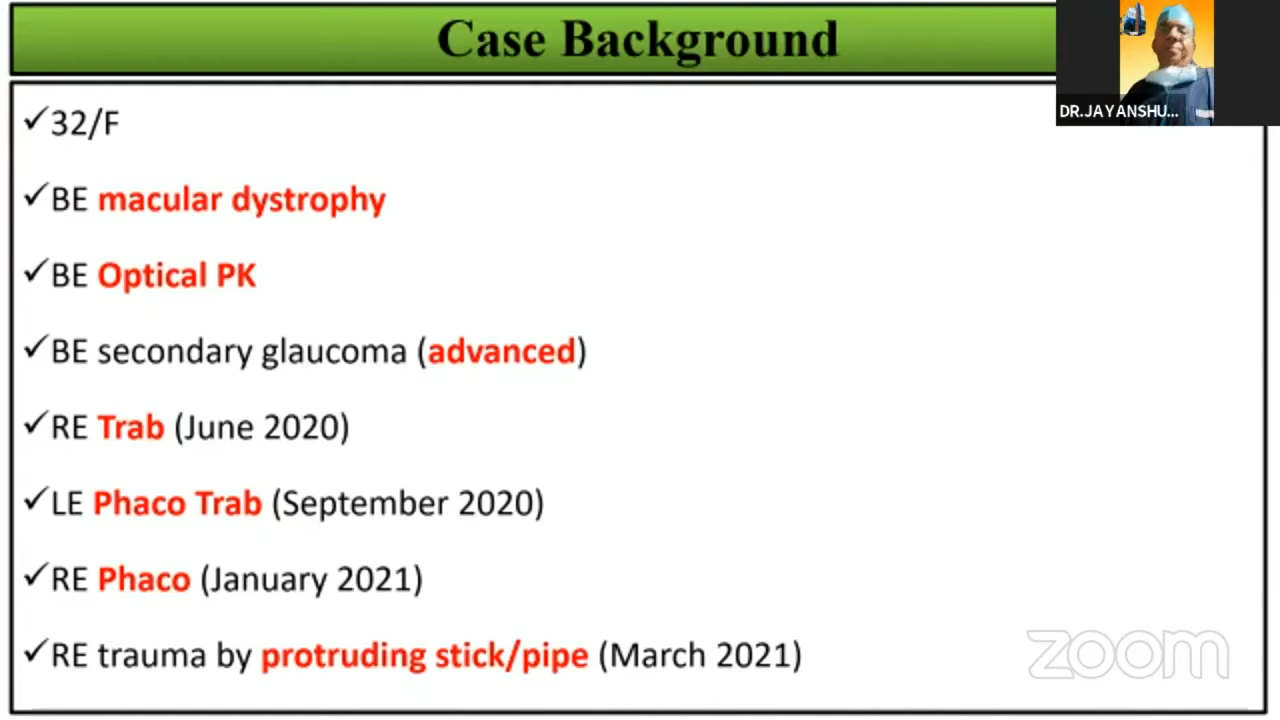 Case Background
DR.JAYANSHU...
✓32/F
✓BE macular dystrophy
✓BE Optical PK
✓BE secondary glaucoma (advanced)
✓RE Trab (June 2020)
✓LE Phaco Trab (September 2020)
✓RE Phaco (January 2021)
✓RE trauma by protruding stick/pipe (March 2021)
zoom